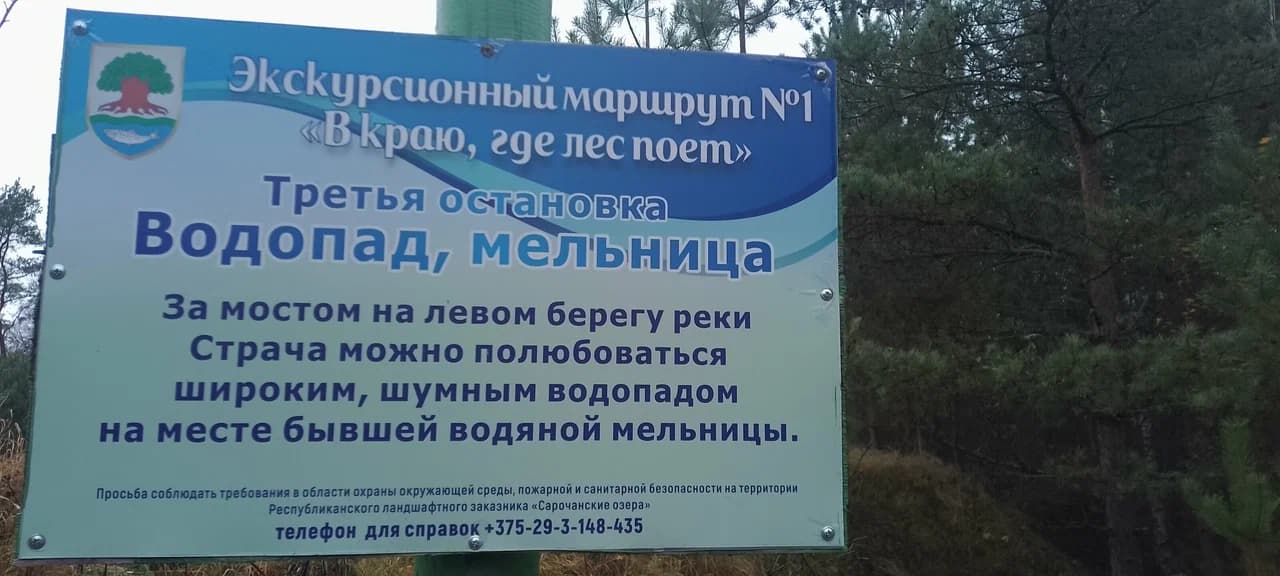 Экскурсионный маршрут №1
«В краю, где лес поет»
Третья остановка
Водопад, мельница
За мостом на левом берегу реки
Страча можно полюбоваться
широким, шумным водопадом
на месте бывшей водяной мельницы.
Просьба соблюдать требования в области охраны окружающей среды, пожарной и санитарной безопасности на территории
Республиканского ландшафтного заказника «Сарочанские озера»
телефон для справок +375-29-3-148-435